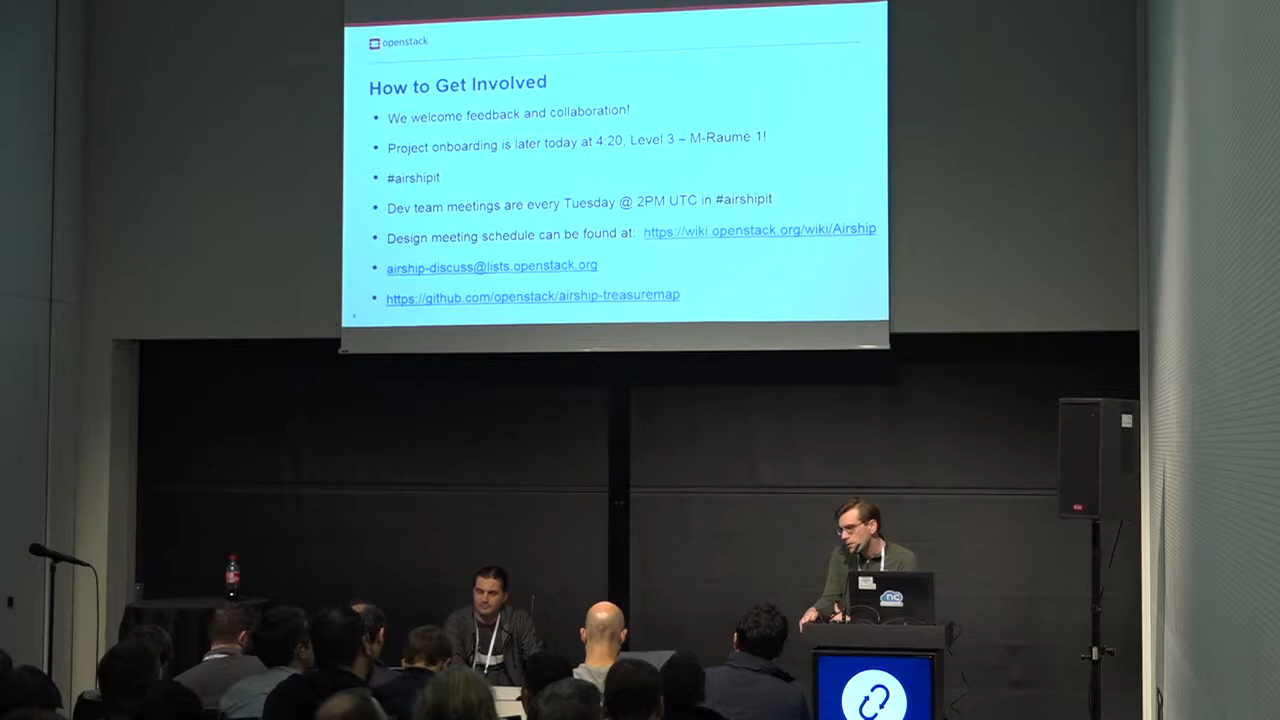 openstack
How to Get Involved
• We welcome feedback and collaboration!
• Project onboarding is later today at 4:20, Level 3 – M-Raume 1!
• #airshipit
• Dev team meetings are every Tuesday @ 2PM UTC in #airshipit
• Design meeting schedule can be found at: https://wiki.openstack.org/wiki/Airship
• airship-discuss@lists.openstack.org
• https://github.com/openstack/airship-treasuremap
nc